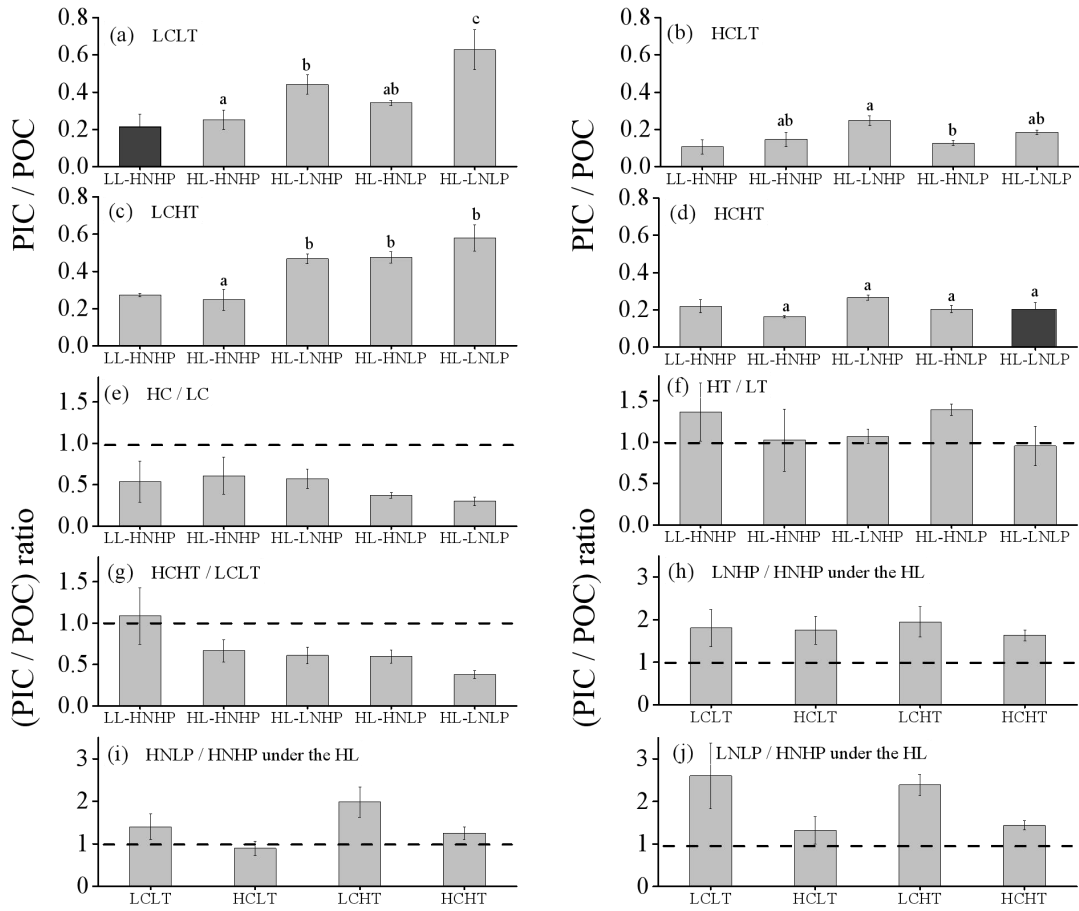 PIC / POC
0.8
0.6
0.4
0.2
0.0
(a) LCLT
a
b
ab
c
LL-HNHP HL-HNHP HL-LNHP HL-HNLP HL-LNLP
PIC / POC
0.8
0.6
0.4
0.2
0.0
(b) HCLT
ab
a
b
ab
LL-HNHP HL-HNHP HL-LNHP HL-HNLP HL-LNLP
0.8
0.6
0.4
0.2
0.0
(c) LCHT
a
b
b
b
LL-HNHP HL-HNHP HL-LNHP HL-HNLP HL-LNLP
0.8
0.6
0.4
0.2
0.0
(d) HCHT
a
a
a
a
LL-HNHP HL-HNHP HL-LNHP HL-HNLP HL-LNLP
(PIC / POC) ratio
1.5
1.0
0.5
0.0
(e) HC / LC
LL-HNHP HL-HNHP HL-LNHP HL-HNLP HL-LNLP
(PIC / POC) ratio
1.5
1.0
0.5
0.0
(f) HT / LT
LL-HNHP HL-HNHP HL-LNHP HL-HNLP HL-LNLP
1.5
1.0
0.5
0.0
(g) HCHT / LCLT
LL-HNHP HL-HNHP HL-LNHP HL-HNLP HL-LNLP
3
2
1
0
(h) LNHP / HNHP under the HL
LCLT HCLT LCHT HCHT
3
2
1
0
(i) HNLP / HNHP under the HL
LCLT HCLT LCHT HCHT
3
2
1
0
(j) LNLP / HNHP under the HL
LCLT HCLT LCHT HCHT